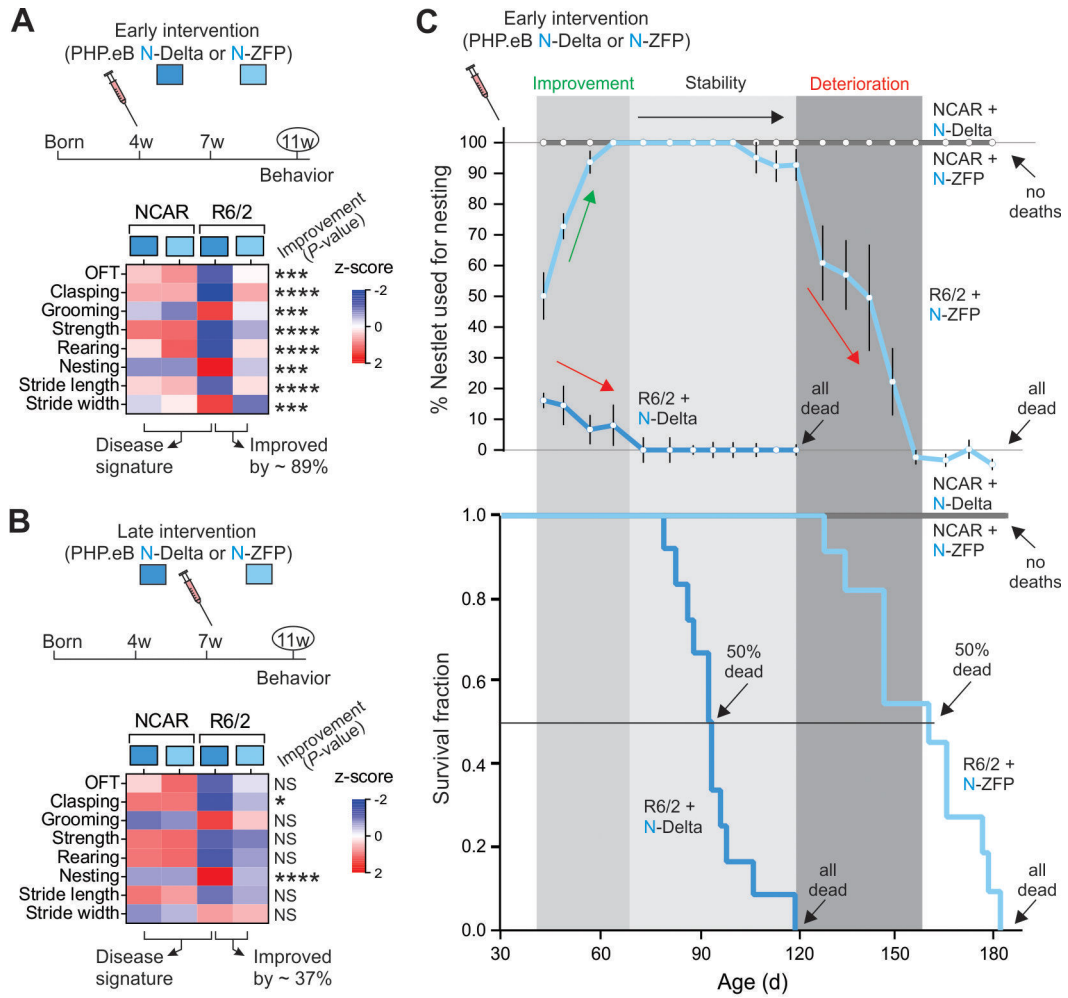 A
Early intervention
(PHP.eB N-Delta or N-ZFP)
Born
4w
7w
11w
Behavior
NCAR
R6/2
Improvement
(P-value)
OFT
***
Clasping
****
Grooming
***
Strength
****
Rearing
****
Nesting
***
Stride length
****
Stride width
***
z-score
-2
0
2
Disease
signature
Improved
by ~ 89%
B
Late intervention
(PHP.eB N-Delta or N-ZFP)
Born
4w
7w
11w
Behavior
NCAR
R6/2
Improvement
(P-value)
OFT
NS
Clasping
*
Grooming
NS
Strength
NS
Rearing
NS
Nesting
****
Stride length
NS
Stride width
NS
z-score
-2
0
2
Disease
signature
Improved
by ~ 37%
C
Early intervention
(PHP.eB N-Delta or N-ZFP)
Improvement
Stability
Deterioration
% Nestlet used for nesting
100
90
80
70
60
50
40
30
20
10
0
NCAR +
N-Delta
NCAR +
N-ZFP
no
deaths
R6/2 +
N-ZFP
R6/2 +
N-Delta
all
dead
all
dead
Survival fraction
1.0
0.8
0.6
0.4
0.2
0.0
NCAR +
N-Delta
NCAR +
N-ZFP
no
deaths
50%
dead
50%
dead
R6/2 +
N-Delta
R6/2 +
N-ZFP
all
dead
all
dead
30
60
90
120
150
180
Age (d)